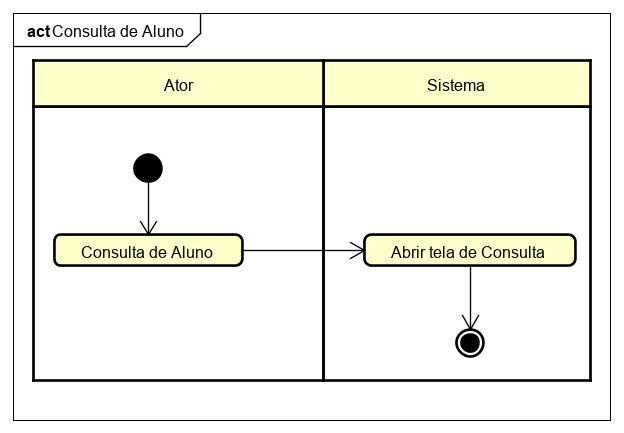 act Consulta de Aluno
Ator
Sistema
Consulta de Aluno
Abrir tela de Consulta